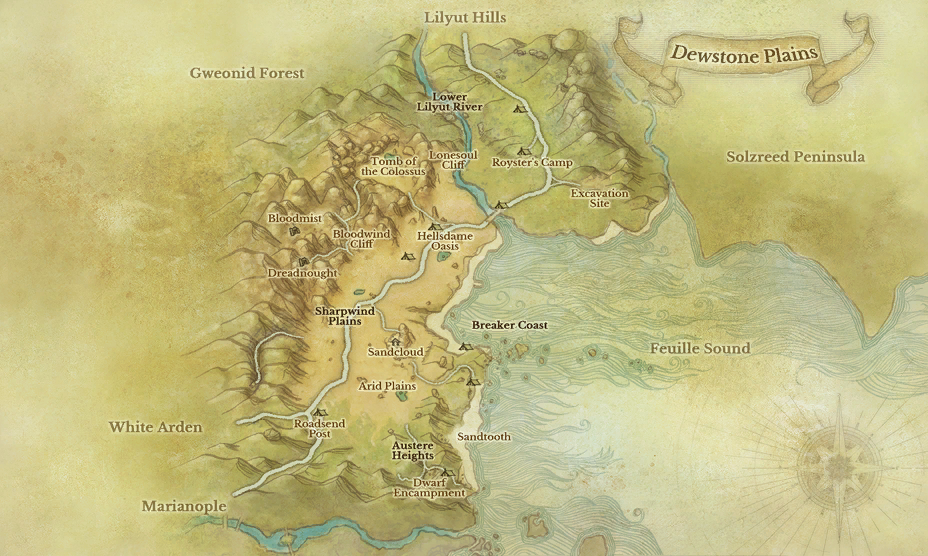 Lilyut Hills
Dewstone Plains
Gweonid Forest
Lower
Lilyut River
Solzreed Peninsula
Tomb of
the Colossus
Lonesoul
Cliff
Royster's Camp
Excavation
Site
Bloodmist
Bloodwind
Cliff
Hellsdame
Oasis
Dreadnought
Sharpwind
Plains
Breaker Coast
Sandcloud
Feuille Sound
Arid Plains
White Arden
Roadsend
Post
Sandtooth
Austere
Heights
Dwarf
Encampment
Marianople